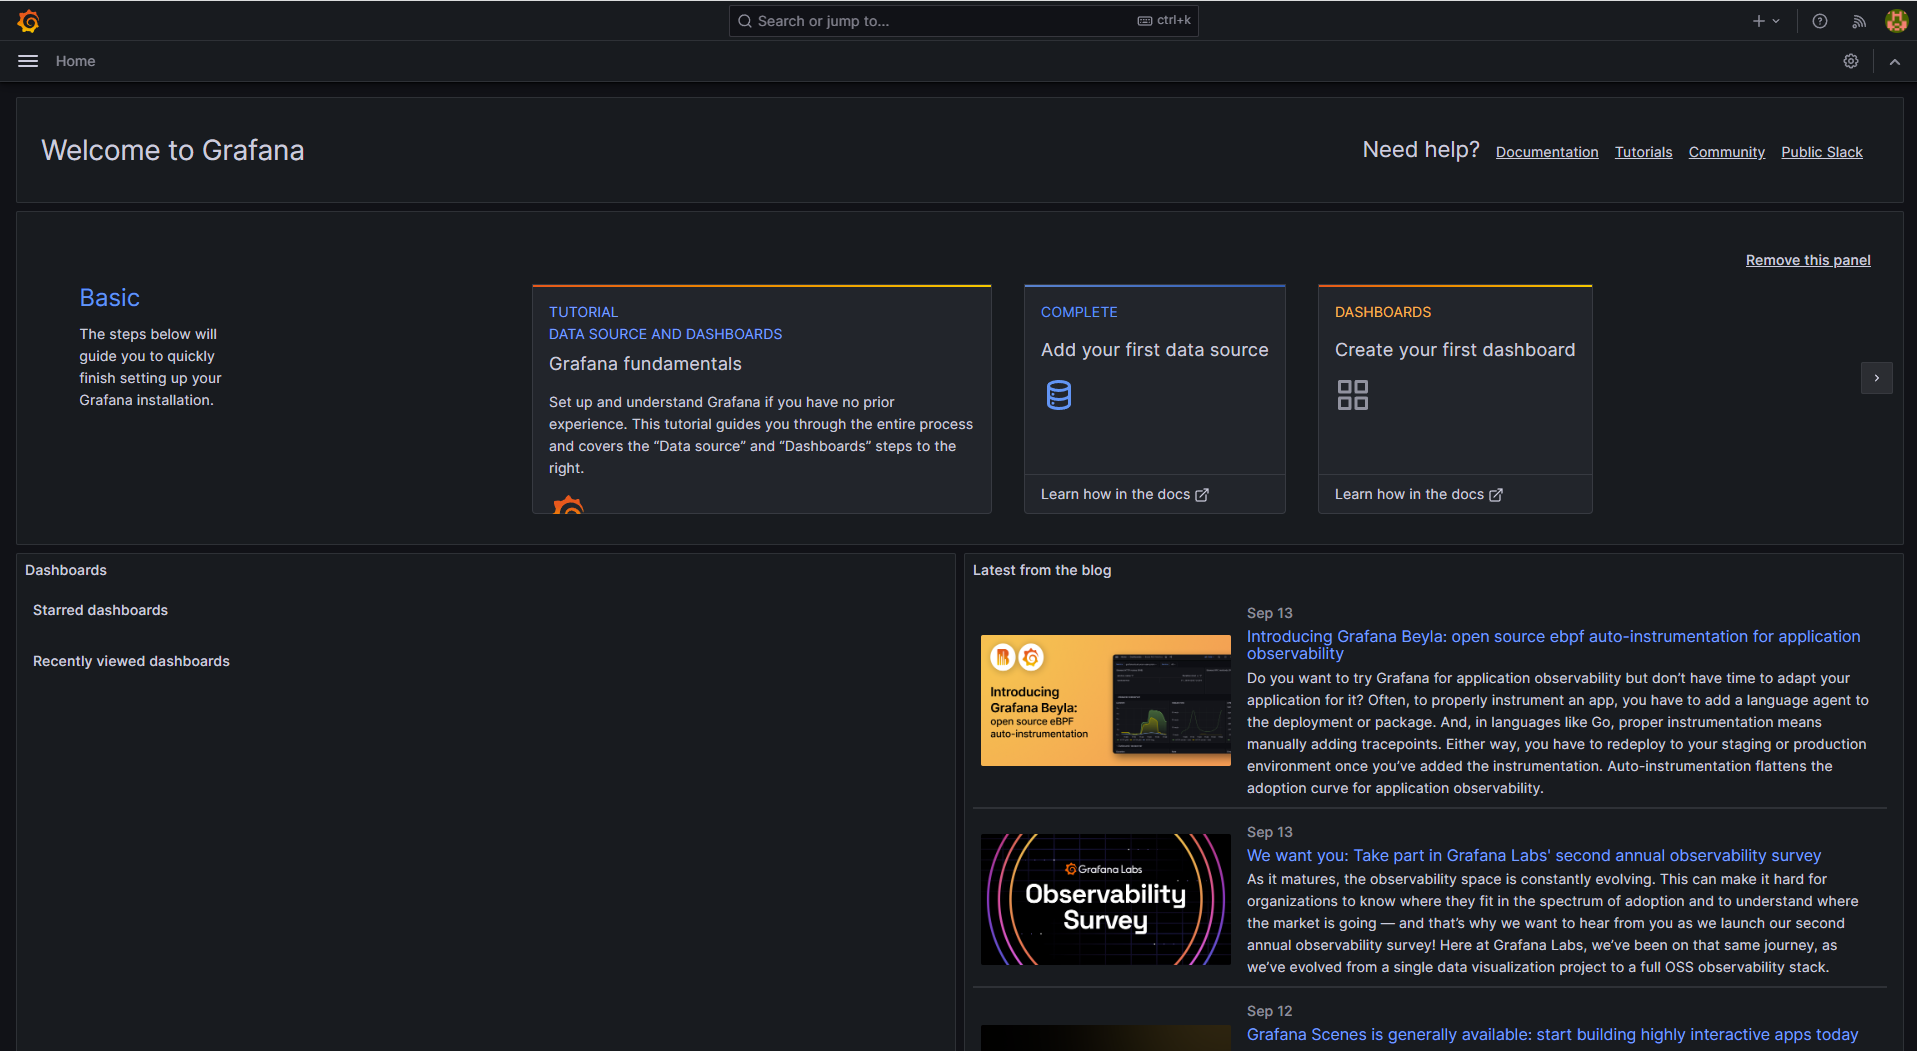 Search or jump to...
ctrl+k
Home
Welcome to Grafana
Need help?
Documentation
Tutorials
Community
Public Slack
Remove this panel
Basic
The steps below will
guide you to quickly
finish setting up your
Grafana installation.
TUTORIAL
DATA SOURCE AND DASHBOARDS
Grafana fundamentals
Set up and understand Grafana if you have no prior
experience. This tutorial guides you through the entire process
and covers the “Data source” and “Dashboards” steps to the
right.
COMPLETE
Add your first data source
Learn how in the docs
DASHBOARDS
Create your first dashboard
Learn how in the docs
Dashboards
Starred dashboards
Recently viewed dashboards
Latest from the blog
Introducing
Grafana Beyla:
open source eBPF
auto-instrumentation
Sep 13
Introducing Grafana Beyla: open source ebpf auto-instrumentation for application
observability
Do you want to try Grafana for application observability but don’t have time to adapt your
application for it? Often, to properly instrument an app, you have to add a language agent to
the deployment or package. And, in languages like Go, proper instrumentation means
manually adding tracepoints. Either way, you have to redeploy to your staging or production
environment once you’ve added the instrumentation. Auto-instrumentation flattens the
adoption curve for application observability.
Grafana Labs
Observability
Survey
Sep 13
We want you: Take part in Grafana Labs' second annual observability survey
As it matures, the observability space is constantly evolving. This can make it hard for
organizations to know where they fit in the spectrum of adoption and to understand where
the market is going — and that’s why we want to hear from you as we launch our second
annual observability survey! Here at Grafana Labs, we’ve been on that same journey, as
we’ve evolved from a single data visualization project to a full OSS observability stack.
Sep 12
Grafana Scenes is generally available: start building highly interactive apps today